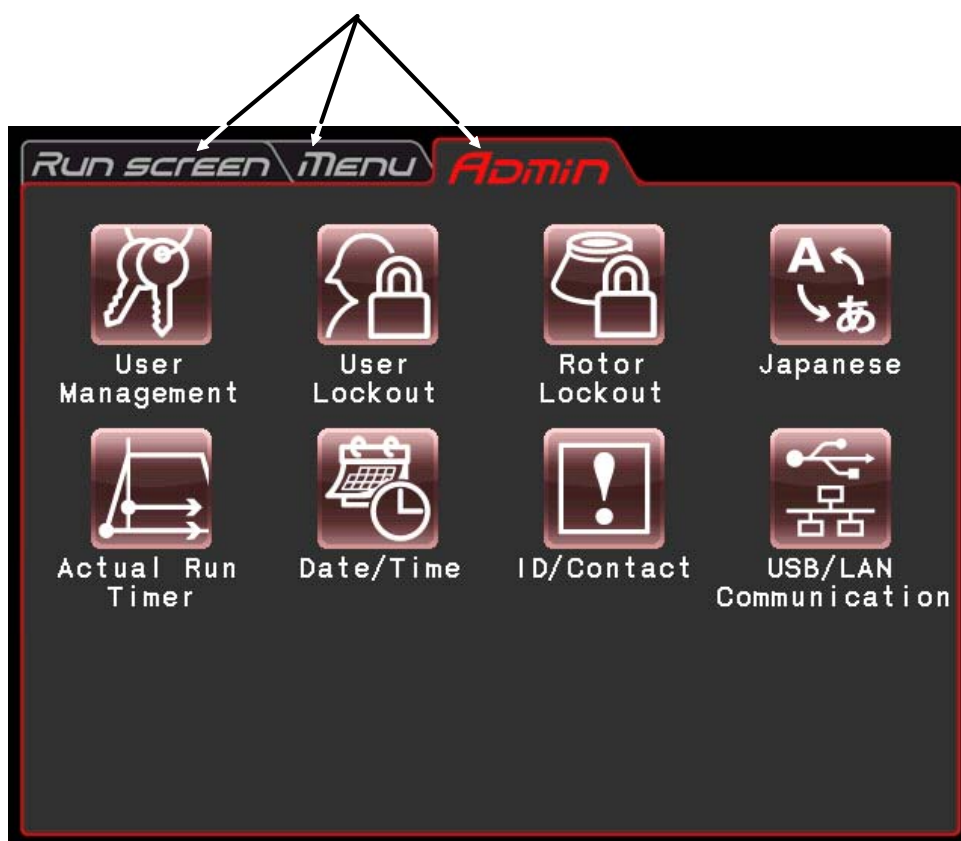 Run screen Menu Admin
A
あ
User Management
User Lockout
Rotor Lockout
Japanese
Actual Run Timer
Date/Time
ID/Contact
USB/LAN Communication